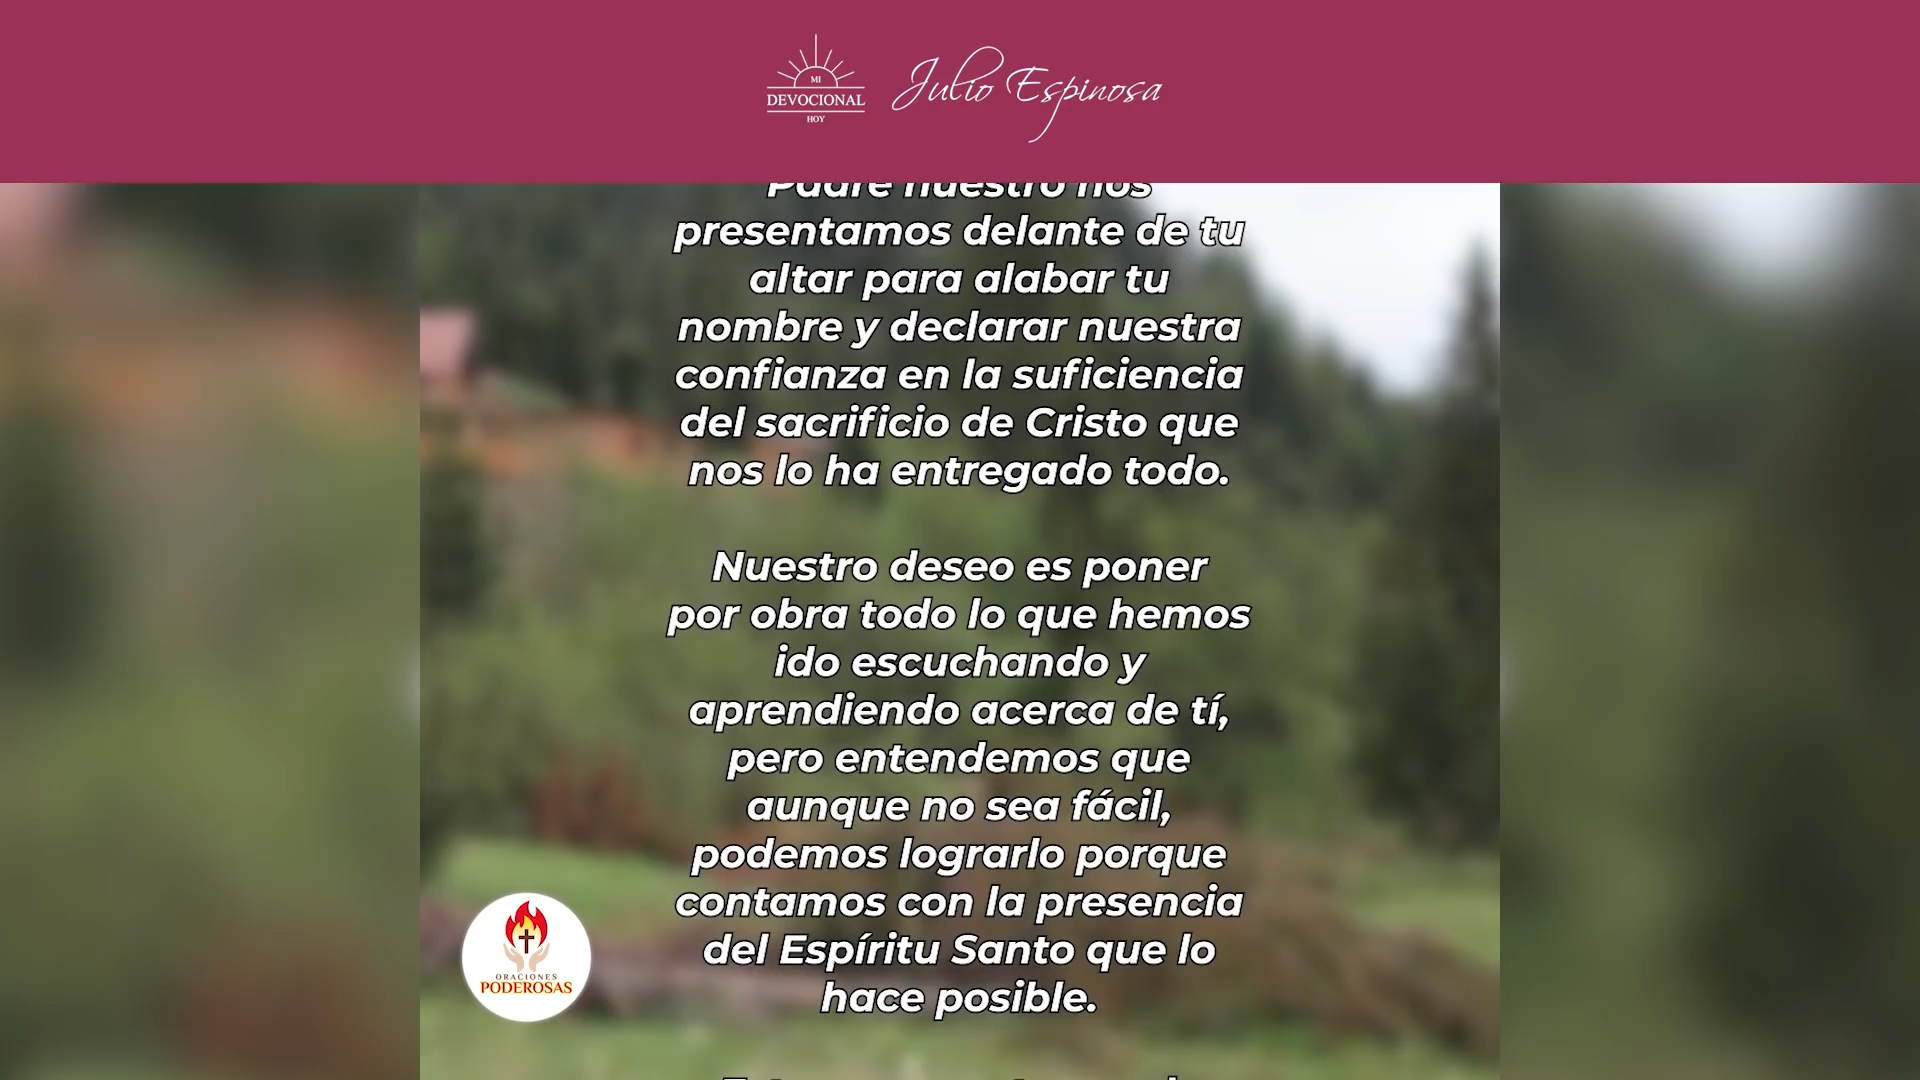 MI
DEVOCIONAL
HOY
Julio Espinosa
Padre nuestro nos
presentamos delante de tu
altar para alabar tu
nombre y declarar nuestra
confianza en la suficiencia
del sacrificio de Cristo que
nos lo ha entregado todo.
Nuestro deseo es poner
por obra todo lo que hemos
ido escuchando y
aprendiendo acerca de tí,
pero entendemos que
aunque no sea fácil,
podemos lograrlo porque
contamos con la presencia
del Espíritu Santo que lo
hace posible.
ORACIONES
PODEROSAS